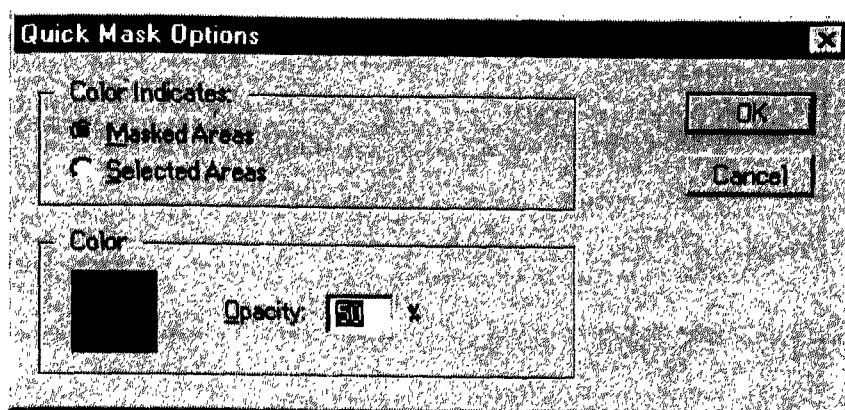 Quick Mask Options
Color Indicates:
Masked Areas
Selected Areas
OK
Cancel
Color
Opacity: 50 %